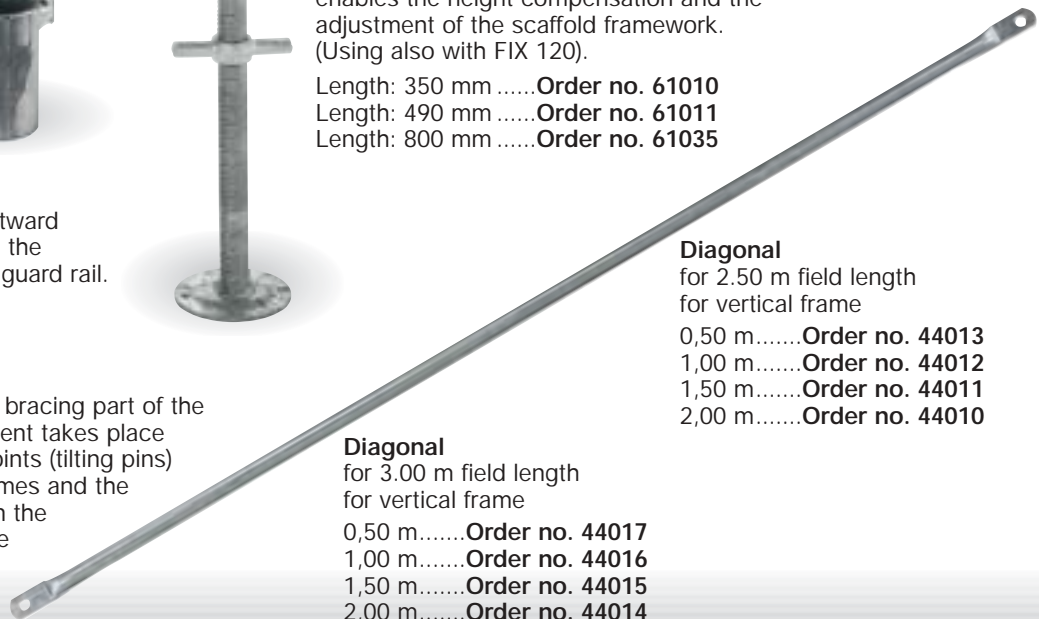 enables the height compensation and the
adjustment of the scaffold framework.
(Using also with FIX 120).
Length: 350 mm ......Order no. 61010
Length: 490 mm ......Order no. 61011
Length: 800 mm ......Order no. 61035
tward
the
guard rail.
Diagonal
for 2.50 m field length
for vertical frame
0,50 m.......Order no. 44013
1,00 m.......Order no. 44012
1,50 m.......Order no. 44011
2,00 m.......Order no. 44010
bracing part of the
ent takes place
oints (tilting pins)
mes and the
n the
e
Diagonal
for 3.00 m field length
for vertical frame
0,50 m.......Order no. 44017
1,00 m.......Order no. 44016
1,50 m.......Order no. 44015
2,00 m.......Order no. 44014